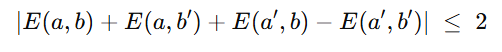 |E(a, b) + E(a, b′) + E(a′, b) − E(a′, b′)| ≤ 2